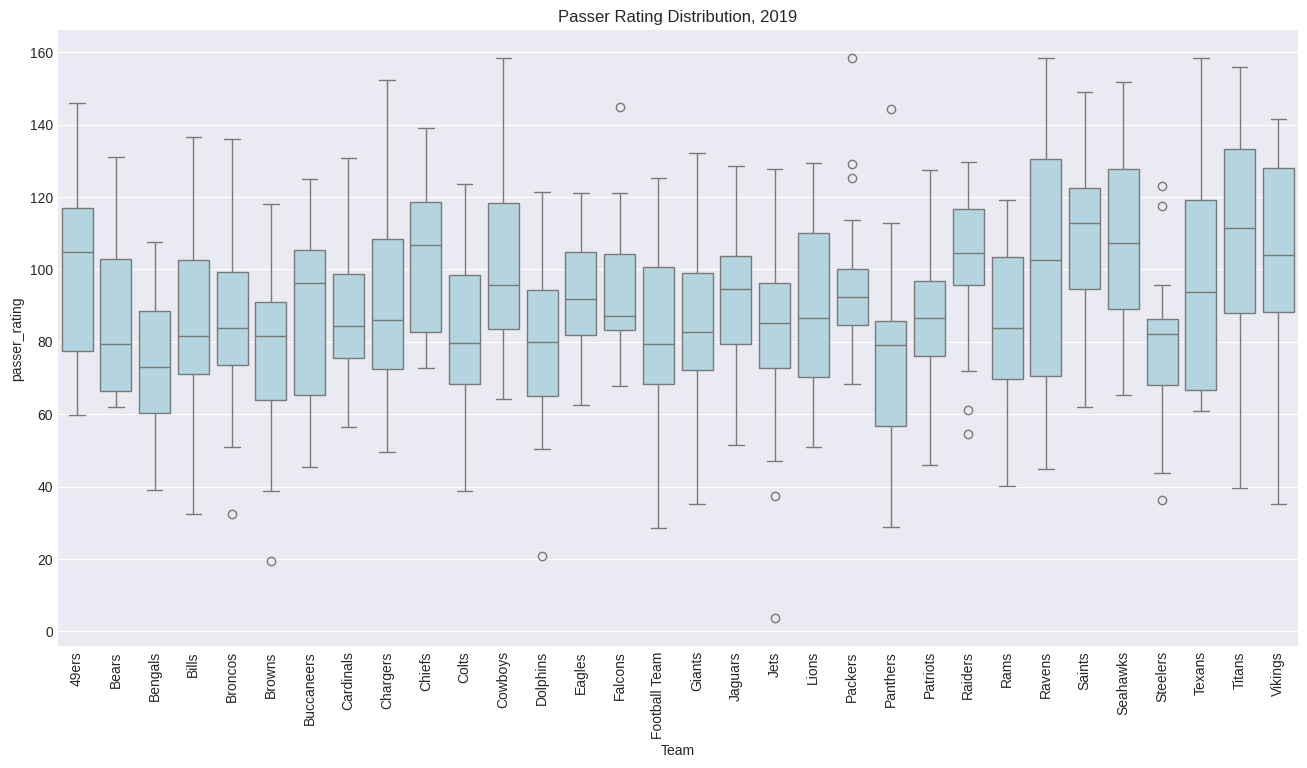 Passer Rating Distribution, 2019
passer_rating
160
140
120
100
80
60
40
20
0
49ers
Bears
Bengals
Bills
Broncos
Browns
Buccaneers
Cardinals
Chargers
Chiefs
Colts
Cowboys
Dolphins
Eagles
Falcons
Football Team
Giants
Jaguars
Jets
Lions
Packers
Panthers
Patriots
Raiders
Rams
Ravens
Saints
Seahawks
Steelers
Texans
Titans
Vikings
Team